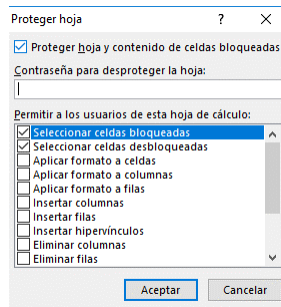 Proteger hoja
Proteger hoja y contenido de celdas bloqueadas
Contraseña para desproteger la hoja:
Permitir a los usuarios de esta hoja de cálculo:
Seleccionar celdas bloqueadas
Seleccionar celdas desbloqueadas
Aplicar formato a celdas
Aplicar formato a columnas
Aplicar formato a filas
Insertar columnas
Insertar filas
Insertar hipervínculos
Eliminar columnas
Eliminar filas
Aceptar Cancelar